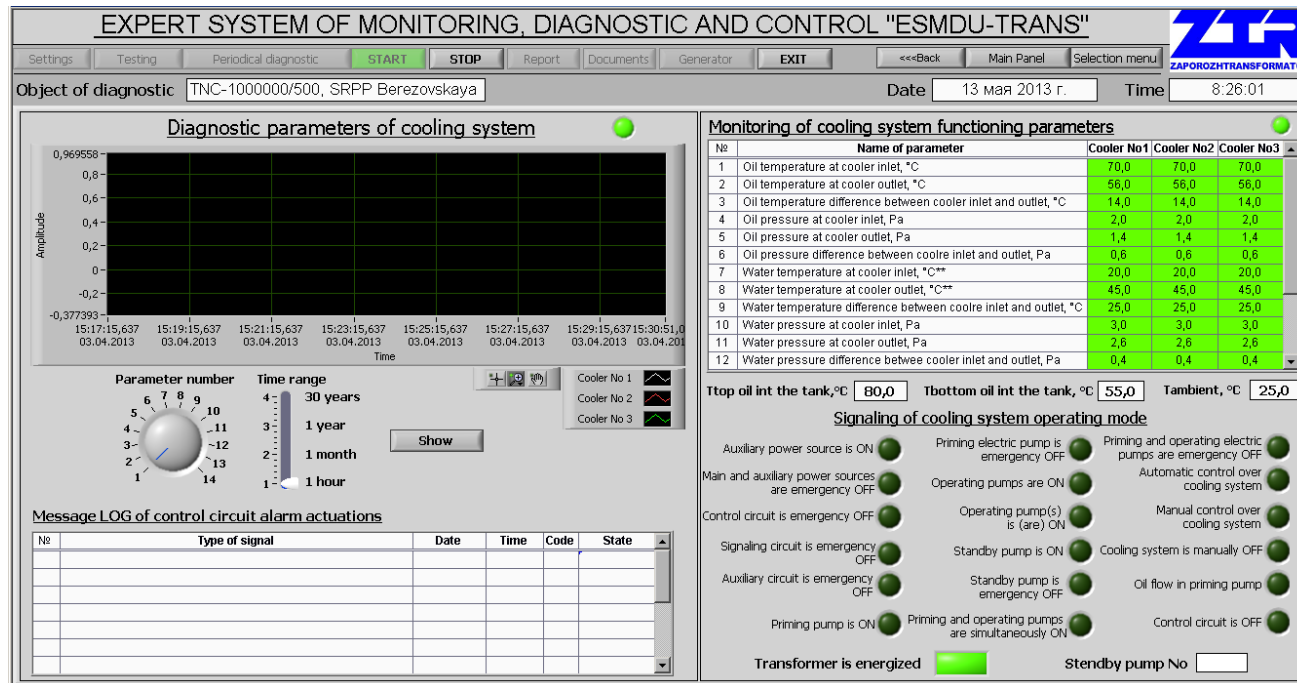 EXPERT SYSTEM OF MONITORING, DIAGNOSTIC AND CONTROL "ESMDU-TRANS"
ZTR
ZAPOROZHTRANSFORMATO
Settings Testing Periodical diagnostic START STOP Report Documents Generator EXIT <<<Back Main Panel Selection menu
Object of diagnostic TNC-1000000/500, SRPP Berezovskaya Date 13 мая 2013 г. Time 8:26:01
Diagnostic parameters of cooling system
0,969558
0,8
0,6
0,4
0,2
0
-0,2
-0,377393
Amplitude
15:17:15,637 15:19:15,637 15:21:15,637 15:23:15,637 15:25:15,637 15:27:15,637 15:29:15,637 15:30:51,0
03.04.2013 03.04.2013 03.04.2013 03.04.2013 03.04.2013 03.04.2013 03.04.2013 03.04.201
Time
Parameter number
1 2 3 4 5 6 7 8 9 10 11 12 13 14
Time range
4 30 years
3 1 year
2 1 month
1 1 hour
Show
Cooler No 1
Cooler No 2
Cooler No 3
Message LOG of control circuit alarm actuations
№ Type of signal Date Time Code State
Monitoring of cooling system functioning parameters
№ Name of parameter Cooler No1 Cooler No2 Cooler No3
1 Oil temperature at cooler inlet, °C 70,0 70,0 70,0
2 Oil temperature at cooler outlet, °C 56,0 56,0 56,0
3 Oil temperature difference between cooler inlet and outlet, °C 14,0 14,0 14,0
4 Oil pressure at cooler inlet, Pa 2,0 2,0 2,0
5 Oil pressure at cooler outlet, Pa 1,4 1,4 1,4
6 Oil pressure difference between coolre inlet and outlet, Pa 0,6 0,6 0,6
7 Water temperature at cooler inlet, °C** 20,0 20,0 20,0
8 Water temperature at cooler outlet, °C** 45,0 45,0 45,0
9 Water temperature difference between coolre inlet and outlet, °C 25,0 25,0 25,0
10 Water pressure at cooler inlet, Pa 3,0 3,0 3,0
11 Water pressure at cooler outlet, Pa 2,6 2,6 2,6
12 Water pressure difference betwee cooler inlet and outlet, Pa 0,4 0,4 0,4
Ttop oil int the tank,°C 80,0 Tbottom oil int the tank, °C 55,0 Tambient, °C 25,0
Signaling of cooling system operating mode
Auxiliary power source is ON
Main and auxiliary power sources
are emergency OFF
Control circuit is emergency OFF
Signaling circuit is emergency
OFF
Auxiliary circuit is emergency
OFF
Priming pump is ON
Priming electric pump is
emergency OFF
Operating pumps are ON
Operating pump(s)
is (are) ON
Standby pump is ON
Standby pump is
emergency OFF
Priming and operating pumps
are simultaneously ON
Priming and operating electric
pumps are emergency OFF
Automatic control over
cooling system
Manual control over
cooling system
Cooling system is manually OFF
Oil flow in priming pump
Control circuit is OFF
Transformer is energized
Stendby pump No